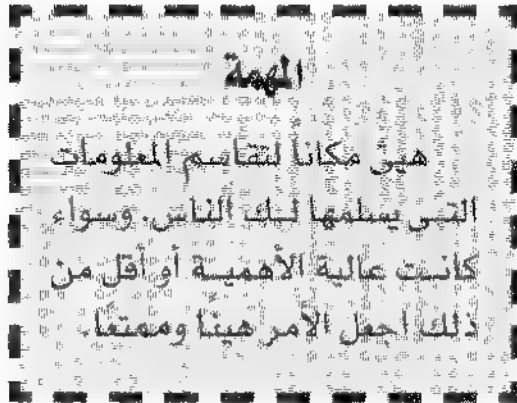 المهمة
هيئ مكاناً لتقاسم المعلومات
التي يسلمها لك الناس. وسواء
كانت عالية الأهمية أو أقل من
ذلك اجعل الأمر هيناً وممتعاً.